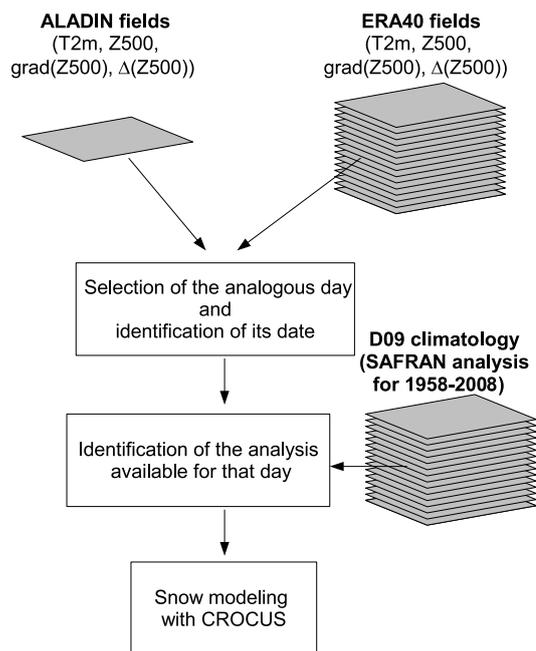 ALADIN fields
(T2m, Z500,
grad(Z500), Δ(Z500))
ERA40 fields
(T2m, Z500,
grad(Z500), Δ(Z500))
Selection of the analogous day
and
identification of its date
D09 climatology
(SAFRAN analysis
for 1958-2008)
Identification of the analysis
available for that day
Snow modeling
with CROCUS